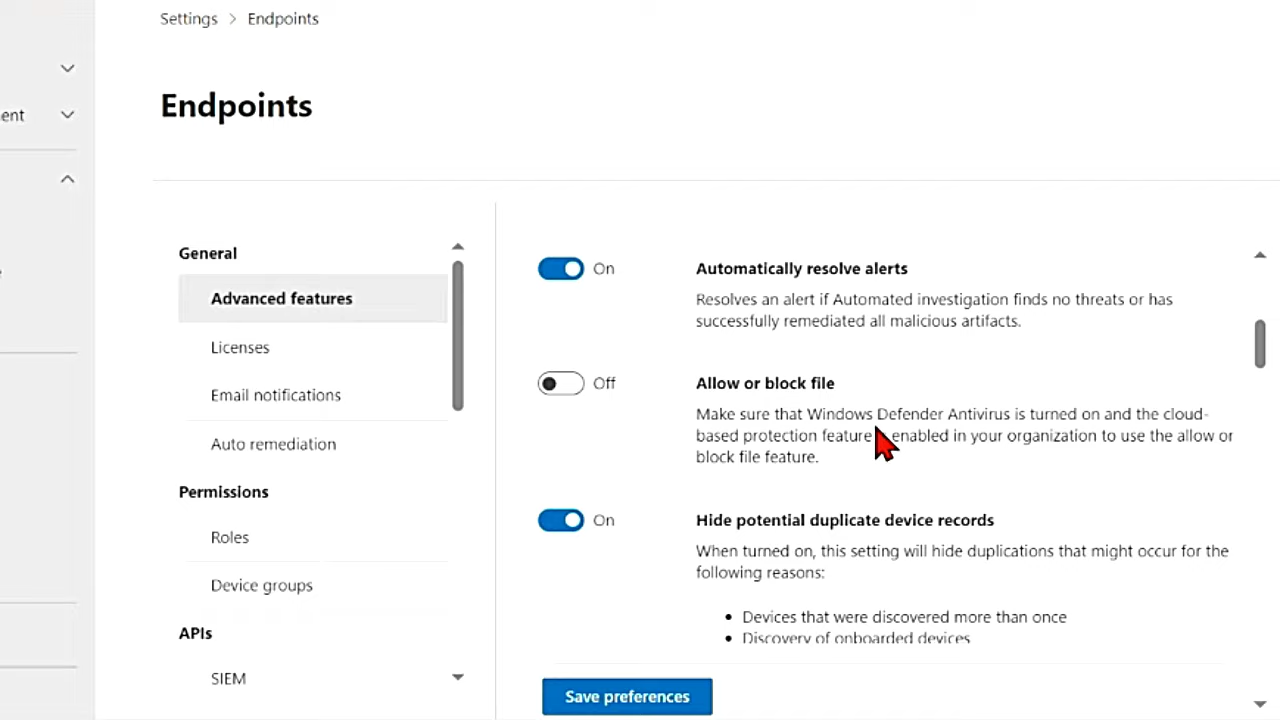 Settings > Endpoints
ent
Endpoints
General
Advanced features
Licenses
Email notifications
Auto remediation
Permissions
Roles
Device groups
APIs
SIEM
On
Automatically resolve alerts
Resolves an alert if Automated investigation finds no threats or has
successfully remediated all malicious artifacts.
Off
Allow or block file
Make sure that Windows Defender Antivirus is turned on and the cloud-
based protection feature enabled in your organization to use the allow or
block file feature.
On
Hide potential duplicate device records
When turned on, this setting will hide duplications that might occur for the
following reasons:
• Devices that were discovered more than once
• Discovery of onboarded devices
Save preferences